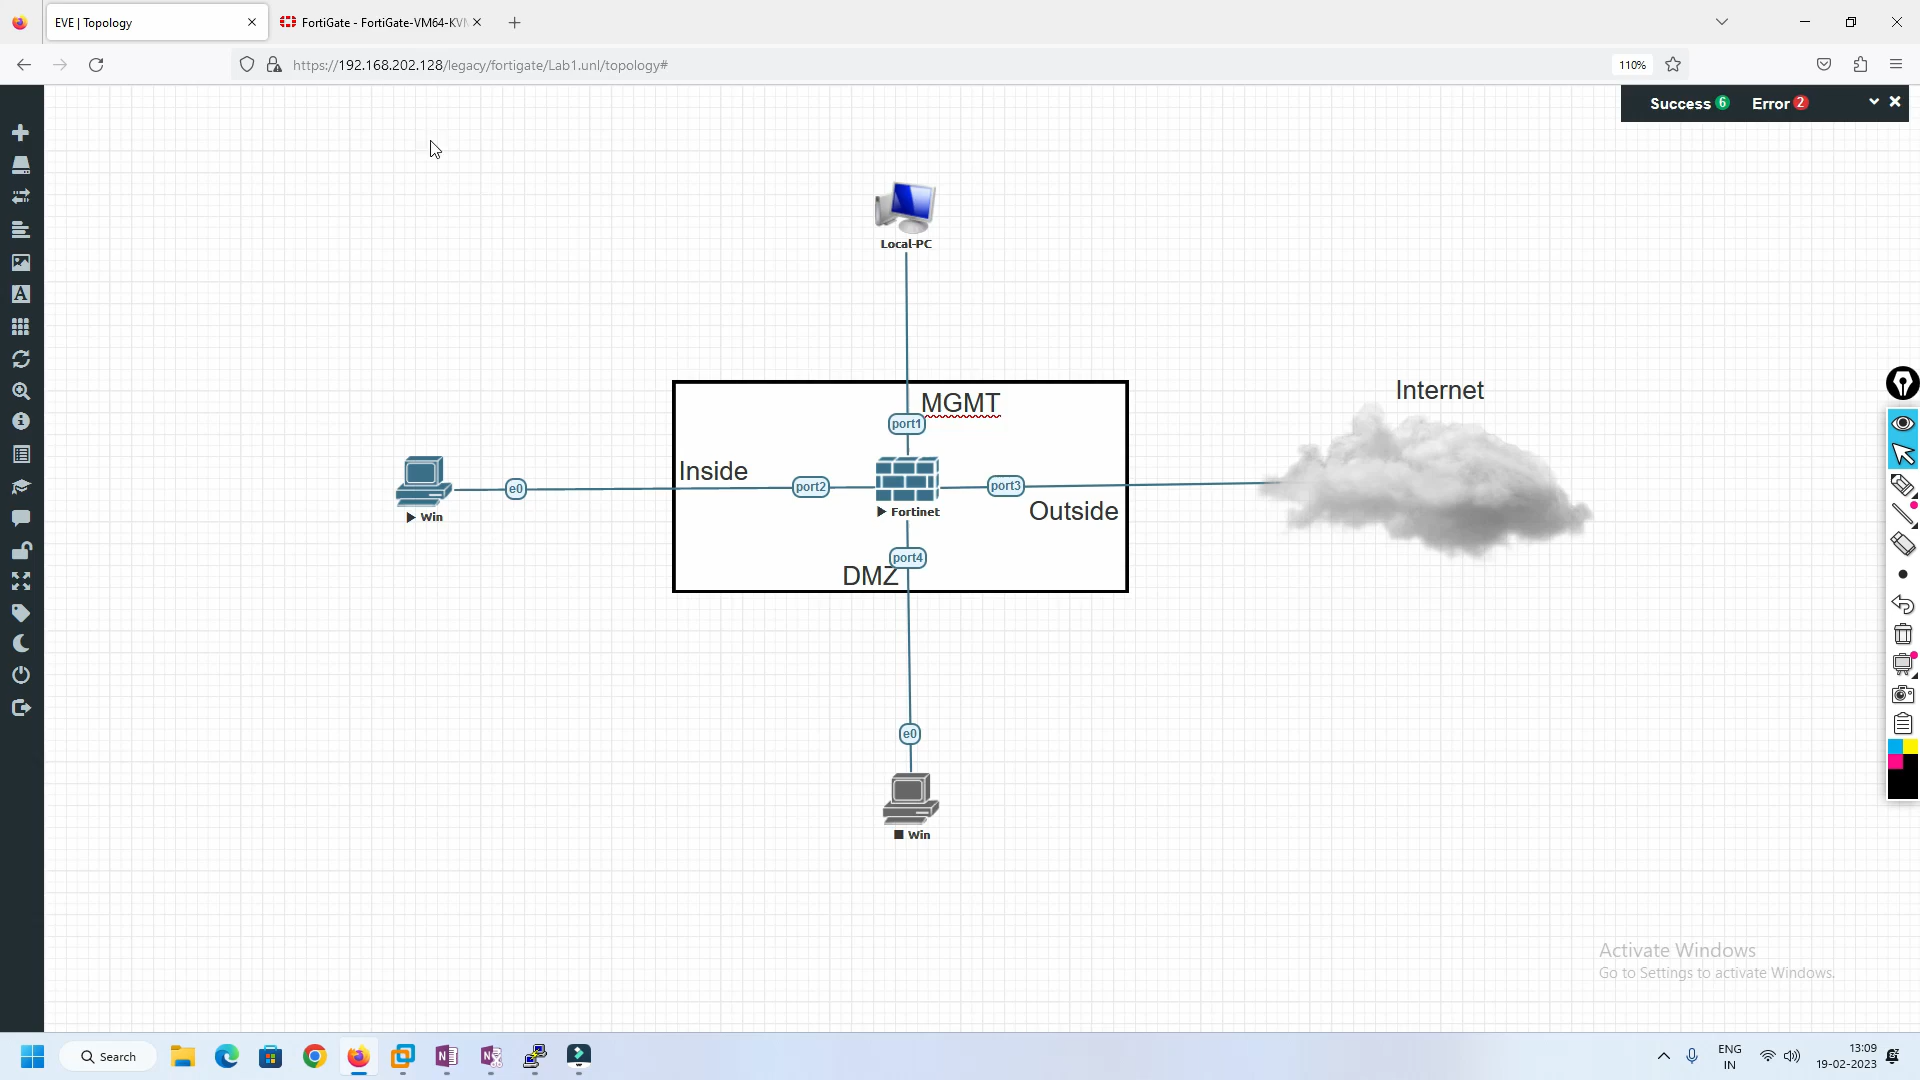 EVE | Topology
FortiGate - FortiGate-VM64-KVM
https://192.168.202.128/legacy/fortigate/Lab1.unl/topology#
110%
Success 6 Error 2
Local-PC
MGMT
port1
Internet
Inside
e0
port2
port3
Win
Fortinet
Outside
port4
DMZ
e0
Win
Activate Windows
Go to Settings to activate Windows.
Search
ENG
IN
13:09
19-02-2023